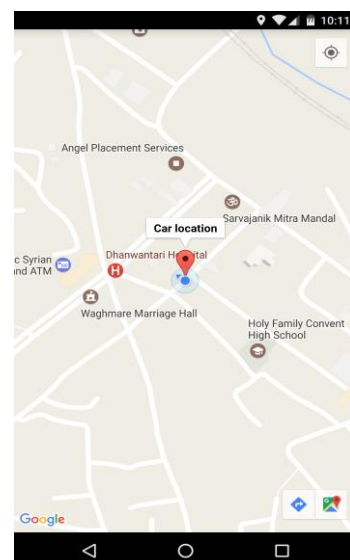 10:11
Angel Placement Services
Sarvajanik Mitra Mandal
Car location
Dhanwantari Hospital
c Syrian
nd ATM
H
Waghmare Marriage Hall
Holy Family Convent
High School
Google